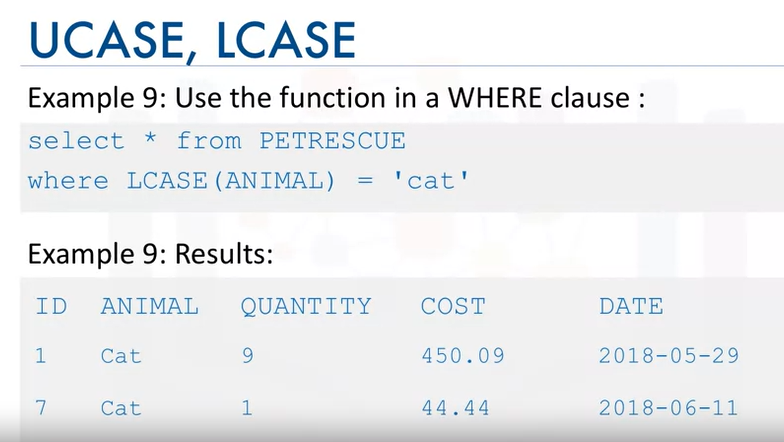 UCASE, LCASE
Example 9: Use the function in a WHERE clause :
select * from PETRESCUE
where LCASE(ANIMAL) = 'cat'
Example 9: Results:
ID ANIMAL QUANTITY COST DATE
1 Cat 9 450.09 2018-05-29
7 Cat 1 44.44 2018-06-11